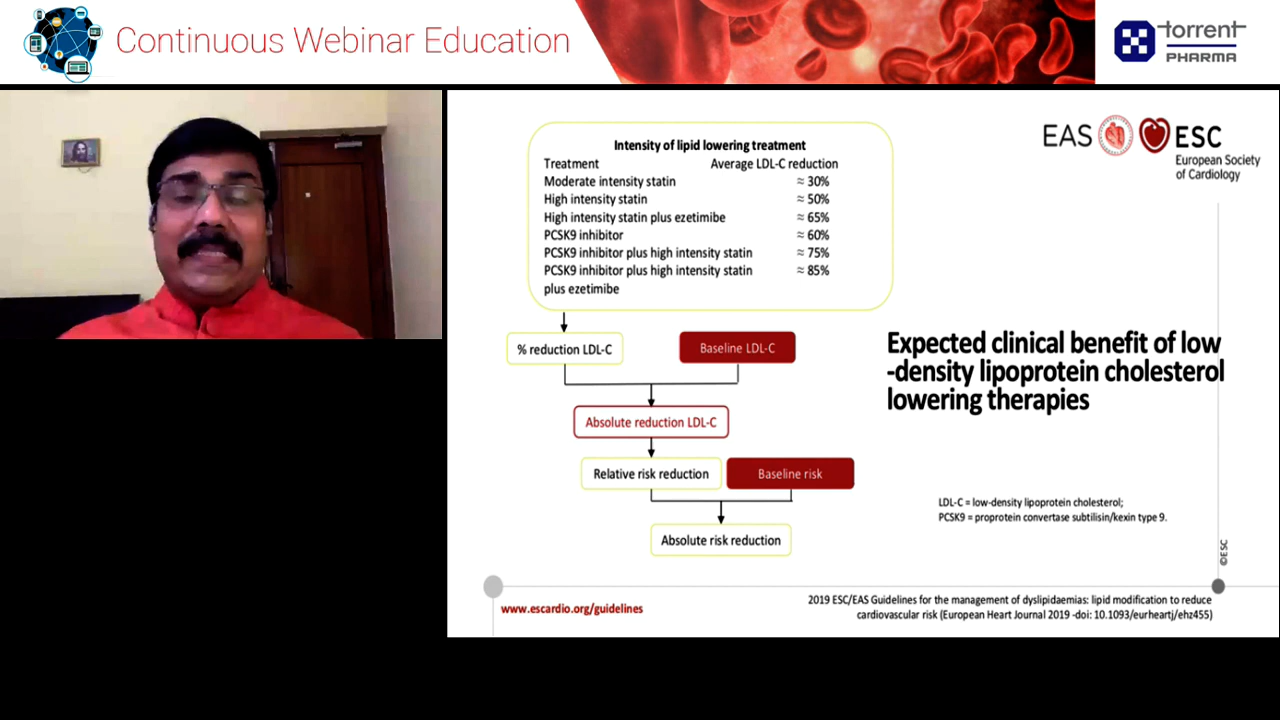 Continuous Webinar Education
torrent
PHARMA
EAS
ESC
European Society
of Cardiology
Intensity of lipid lowering treatment
Treatment Average LDL-C reduction
Moderate intensity statin ≈ 30%
High intensity statin ≈ 50%
High intensity statin plus ezetimibe ≈ 65%
PCSK9 inhibitor ≈ 60%
PCSK9 inhibitor plus high intensity statin ≈ 75%
PCSK9 inhibitor plus high intensity statin ≈ 85%
plus ezetimibe
% reduction LDL-C
Baseline LDL-C
Absolute reduction LDL-C
Relative risk reduction
Baseline risk
Absolute risk reduction
Expected clinical benefit of low
-density lipoprotein cholesterol
lowering therapies
LDL-C = low-density lipoprotein cholesterol;
PCSK9 = proprotein convertase subtilisin/kexin type 9.
©ESC
www.escardio.org/guidelines
2019 ESC/EAS Guidelines for the management of dyslipidaemias: lipid modification to reduce
cardiovascular risk (European Heart Journal 2019 -doi: 10.1093/eurheartj/ehz455)